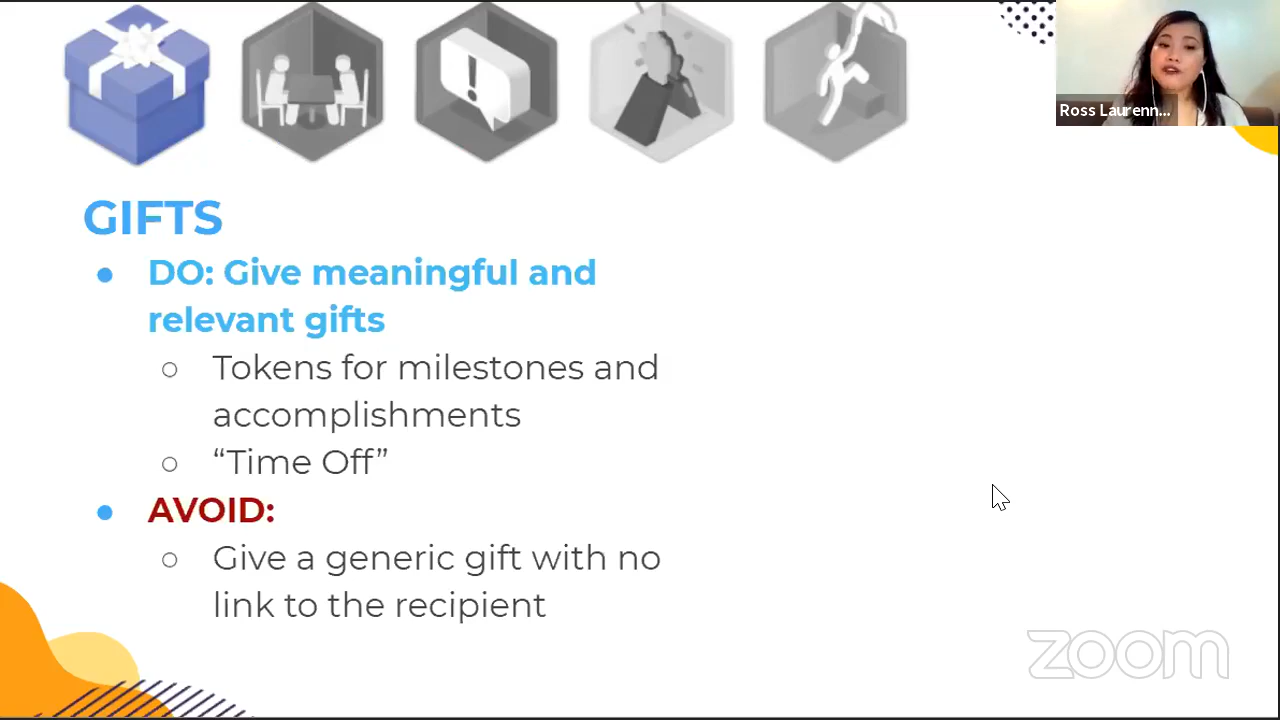 Ross Laurenn...
GIFTS
● DO: Give meaningful and
relevant gifts
○ Tokens for milestones and
accomplishments
○ “Time Off”
● AVOID:
○ Give a generic gift with no
link to the recipient
zoom